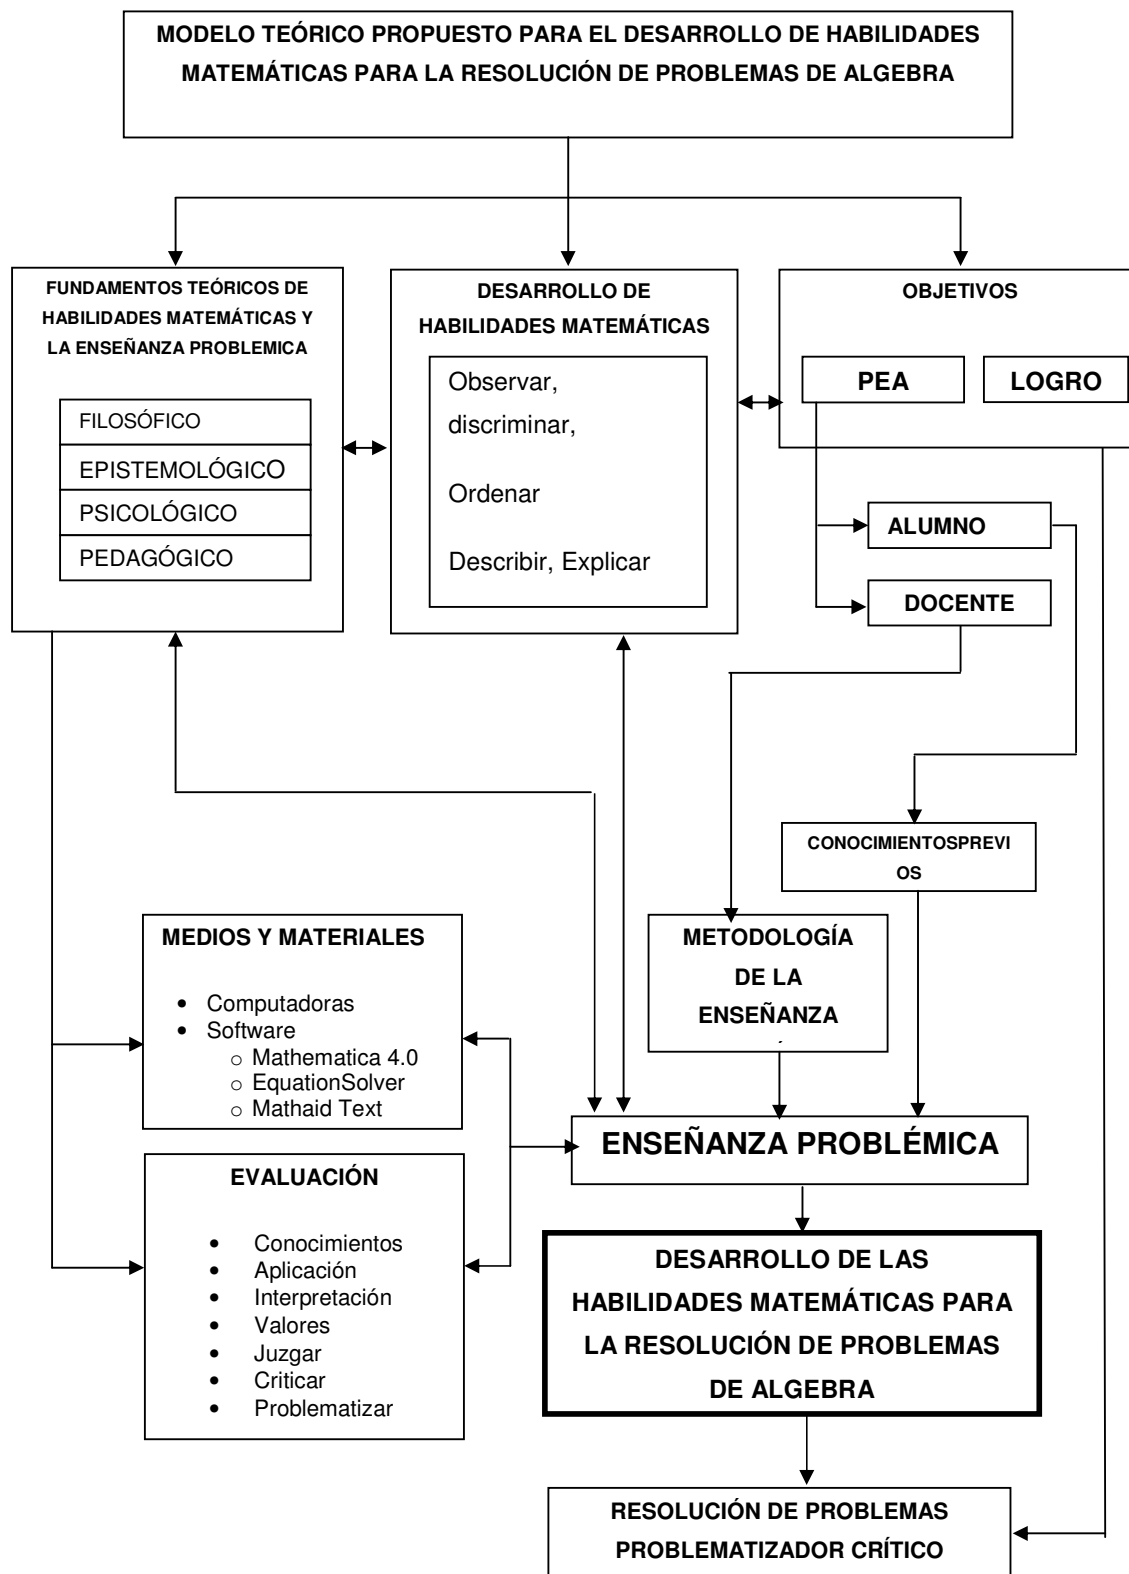 MODELO TEÓRICO PROPUESTO PARA EL DESARROLLO DE HABILIDADES
MATEMÁTICAS PARA LA RESOLUCIÓN DE PROBLEMAS DE ALGEBRA
FUNDAMENTOS TEÓRICOS DE
HABILIDADES MATEMÁTICAS Y
LA ENSEÑANZA PROBLEMICA
FILOSÓFICO
EPISTEMOLÓGICO
PSICOLÓGICO
PEDAGÓGICO
DESARROLLO DE
HABILIDADES MATEMÁTICAS
Observar,
discriminar,
Ordenar
Describir, Explicar
OBJETIVOS
PEA
LOGRO
ALUMNO
DOCENTE
CONOCIMIENTOSPREVI
OS
METODOLOGÍA
DE LA
ENSEÑANZA
MEDIOS Y MATERIALES
• Computadoras
• Software
o Mathematica 4.0
o EquationSolver
o Mathaid Text
EVALUACIÓN
• Conocimientos
• Aplicación
• Interpretación
• Valores
• Juzgar
• Criticar
• Problematizar
ENSEÑANZA PROBLÉMICA
DESARROLLO DE LAS
HABILIDADES MATEMÁTICAS PARA
LA RESOLUCIÓN DE PROBLEMAS
DE ALGEBRA
RESOLUCIÓN DE PROBLEMAS
PROBLEMATIZADOR CRÍTICO